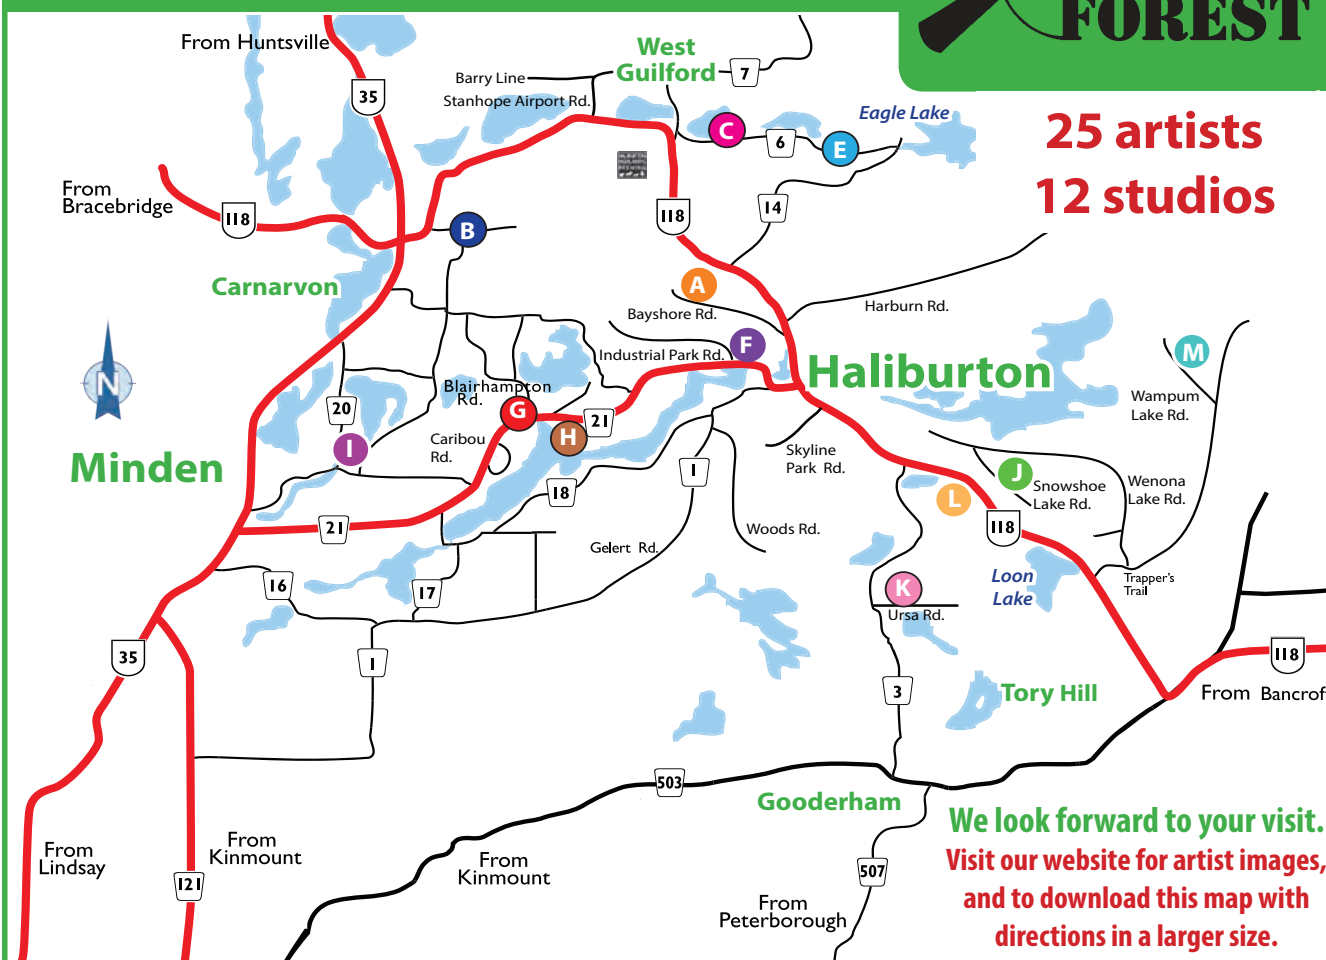 FOREST
From Huntsville
West
Guilford
7
Barry Line
Stanhope Airport Rd.
35
C
6
E
Eagle Lake
25 artists
12 studios
From
Bracebridge
118
B
118
14
Carnarvon
A
Bayshore Rd.
Harburn Rd.
N
Industrial Park Rd.
F
Haliburton
M
Wampum
Lake Rd.
Blairhampton
Rd.
20
G
21
H
I
Caribou
Rd.
Minden
Skyline
Park Rd.
1
18
J
Snowshoe
Lake Rd.
Wenona
Lake Rd.
L
118
21
Woods Rd.
Gelert Rd.
Loon
Lake
Trapper's
Trail
16
17
K
Ursa Rd.
35
1
118
3
Tory Hill
From Bancrof
503
Gooderham
We look forward to your visit.
Visit our website for artist images,
and to download this map with
directions in a larger size.
From
Lindsay
From
Kinmount
121
From
Kinmount
507
From
Peterborough